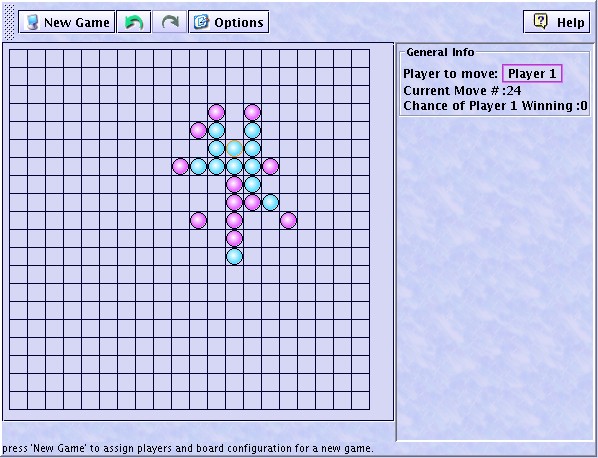 New Game
Options
Help
General Info
Player to move: Player 1
Current Move # :24
Chance of Player 1 Winning :0
press 'New Game' to assign players and board configuration for a new game.